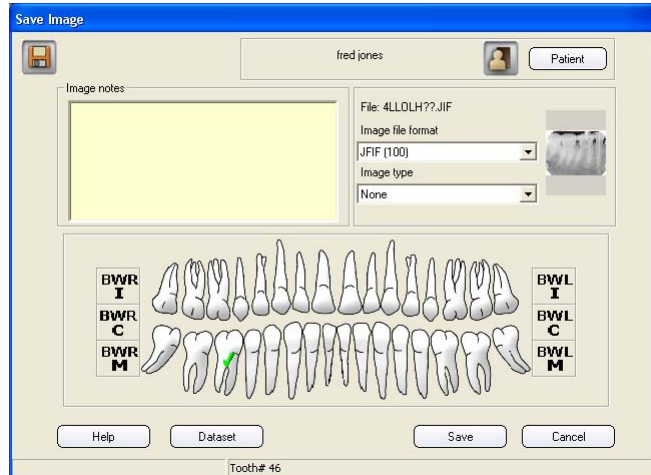 Save Image
fred jones
Patient
Image notes
File: 4LLOLH??.JIF
Image file format
JFIF (100)
Image type
None
BWR I
BWR C
BWR M
BWL I
BWL C
BWL M
Help
Dataset
Save
Cancel
Tooth# 46